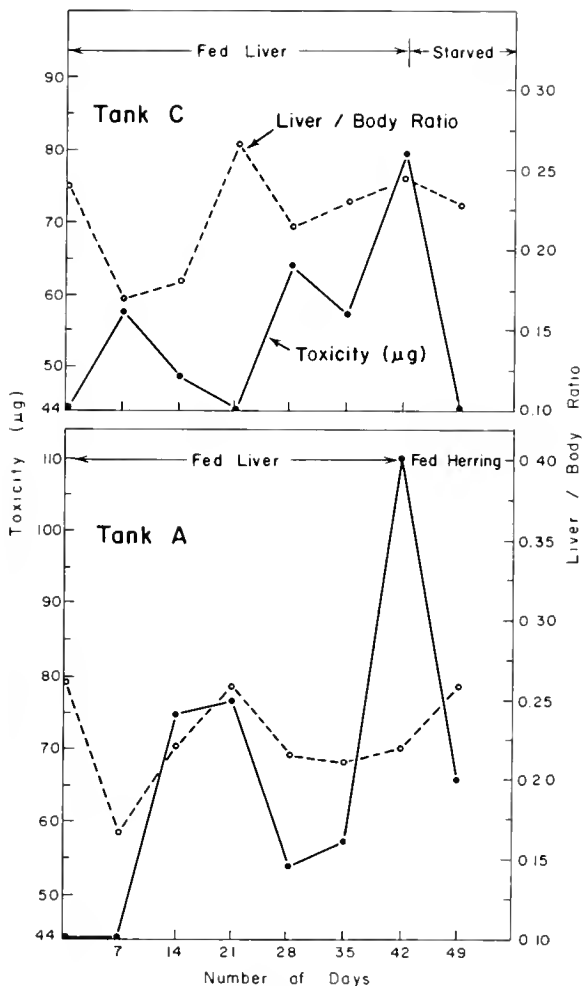 Fed Liver
Starved
Tank C
Liver / Body Ratio
Toxicity (µg)
90
80
70
60
50
44
0.30
0.25
0.20
0.15
0.10
Toxicity (µg)
Liver / Body Ratio
Fed Liver
Fed Herring
Tank A
110
100
90
80
70
60
50
44
0.40
0.35
0.30
0.25
0.20
0.15
0.10
7 14 21 28 35 42 49
Number of Days